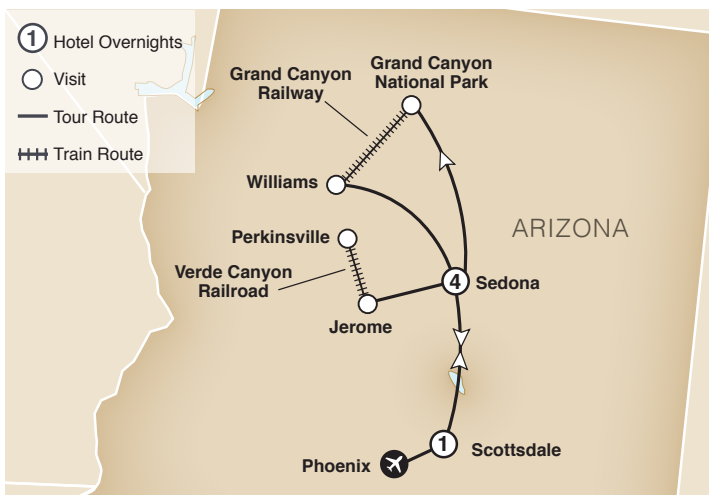 1 Hotel Overnights
Visit
Tour Route
Train Route
Grand Canyon
National Park
Grand Canyon
Railway
Williams
ARIZONA
Perkinsville
Verde Canyon
Railroad
4 Sedona
Jerome
1 Scottsdale
Phoenix